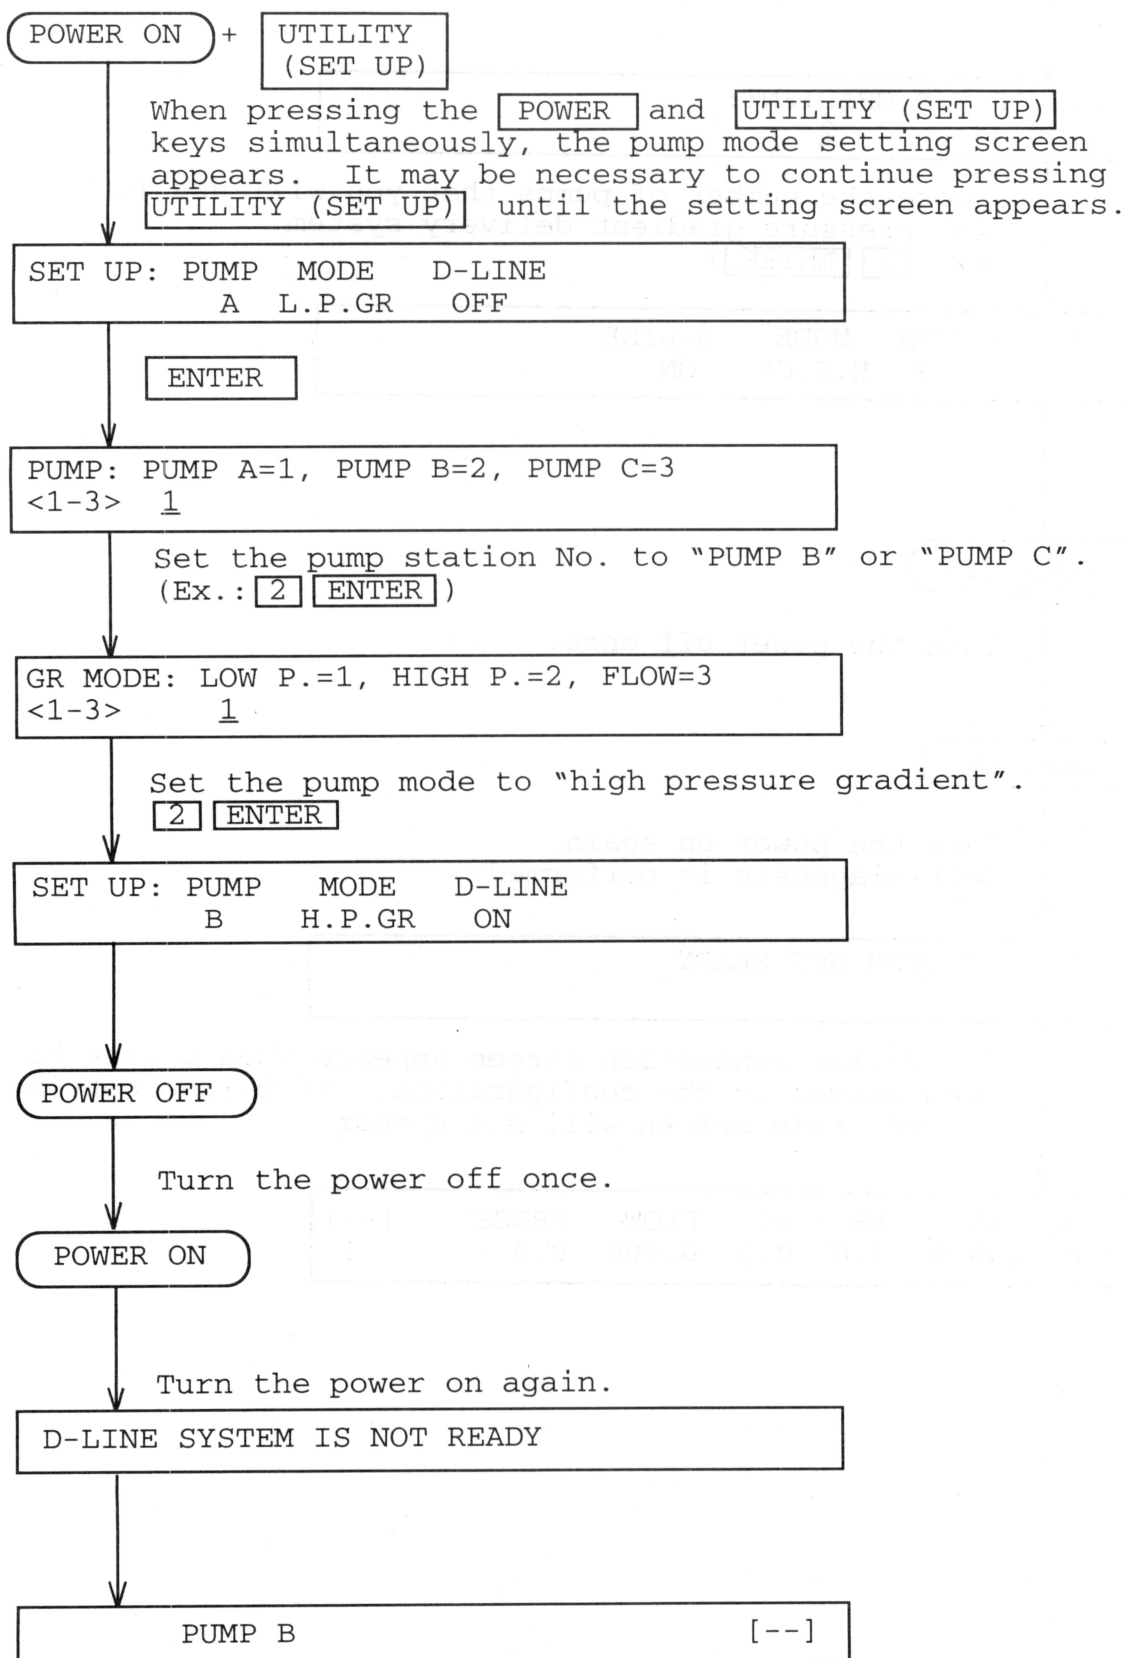 POWER ON + UTILITY
(SET UP)
When pressing the POWER and UTILITY (SET UP)
keys simultaneously, the pump mode setting screen
appears. It may be necessary to continue pressing
UTILITY (SET UP) until the setting screen appears.
SET UP: PUMP MODE D-LINE
A L.P.GR OFF
ENTER
PUMP: PUMP A=1, PUMP B=2, PUMP C=3
<1-3> 1
Set the pump station No. to "PUMP B" or "PUMP C".
(Ex.: 2 ENTER)
GR MODE: LOW P.=1, HIGH P.=2, FLOW=3
<1-3> 1
Set the pump mode to "high pressure gradient".
2 ENTER
SET UP: PUMP MODE D-LINE
B H.P.GR ON
POWER OFF
Turn the power off once.
POWER ON
Turn the power on again.
D-LINE SYSTEM IS NOT READY
PUMP B [--]